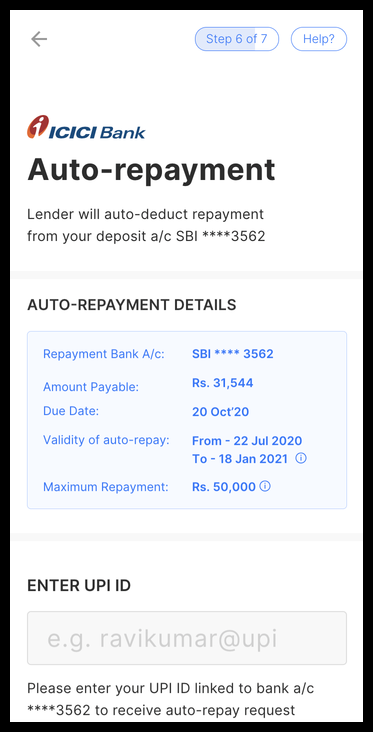 Step 6 of 7
Help?
ICICI Bank
Auto-repayment
Lender will auto-deduct repayment
from your deposit a/c SBI ****3562
AUTO-REPAYMENT DETAILS
Repayment Bank A/c: SBI **** 3562
Amount Payable: Rs. 31,544
Due Date: 20 Oct'20
Validity of auto-repay: From - 22 Jul 2020
To - 18 Jan 2021
Maximum Repayment: Rs. 50,000
ENTER UPI ID
e.g. ravikumar@upi
Please enter your UPI ID linked to bank a/c
****3562 to receive auto-repay request